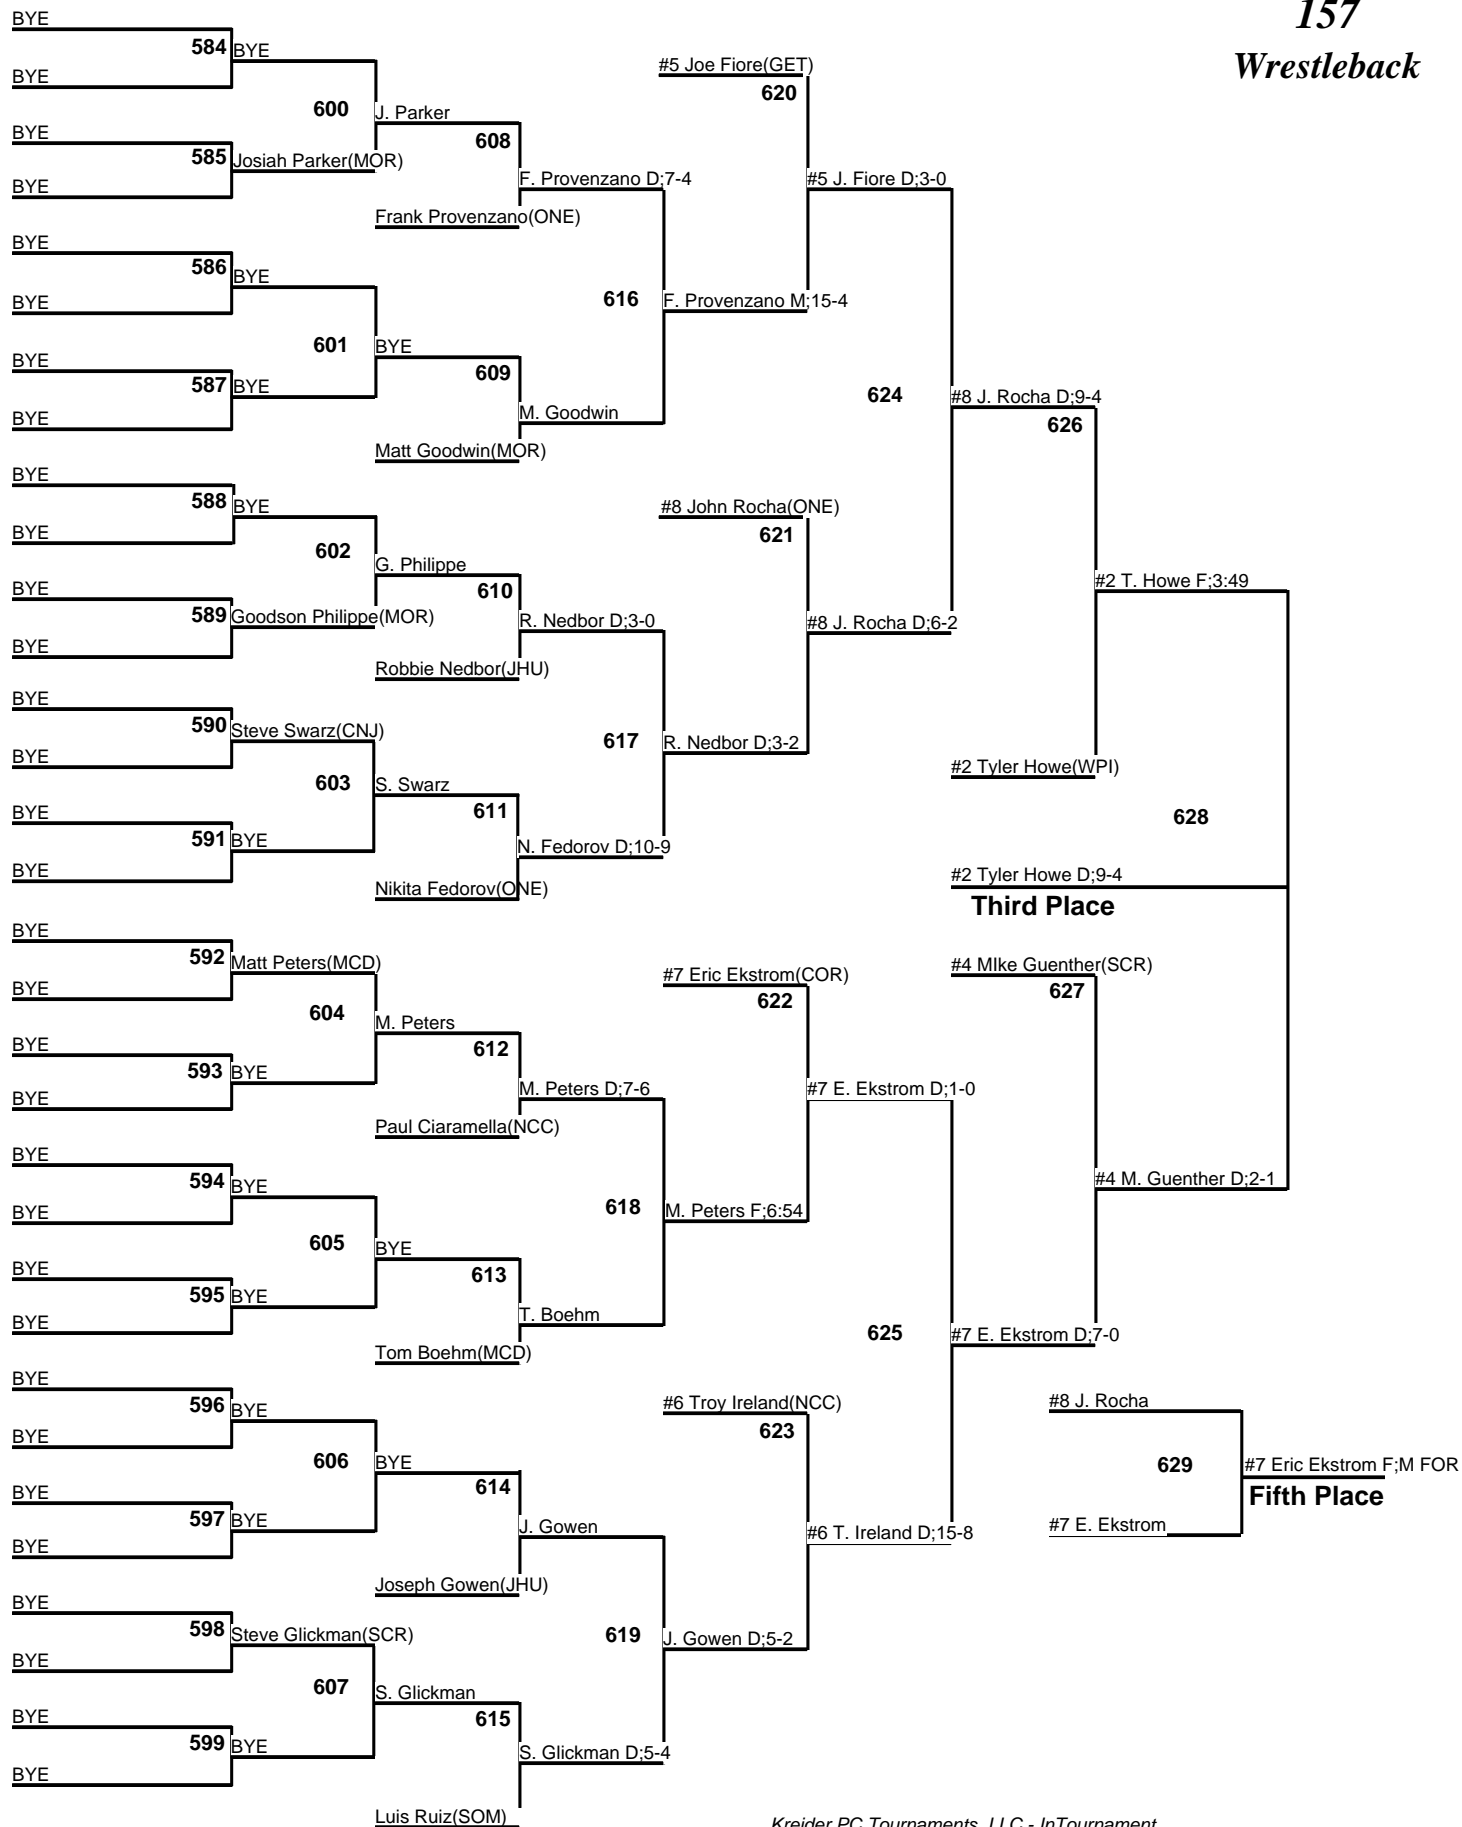 157
Wrestleback
BYE
584 BYE
BYE
600 J. Parker
BYE
585 Josiah Parker(MOR)
BYE
608
F. Provenzano D;7-4
Frank Provenzano(ONE)
BYE
586 BYE
BYE
601 BYE
BYE
587 BYE
BYE
609
M. Goodwin
Matt Goodwin(MOR)
616 F. Provenzano M;15-4
BYE
588 BYE
BYE
602 G. Philippe
BYE
589 Goodson Philippe(MOR)
BYE
610
R. Nedbor D;3-0
Robbie Nedbor(JHU)
BYE
590 Steve Swarz(CNJ)
BYE
603 S. Swarz
BYE
591 BYE
BYE
611
N. Fedorov D;10-9
Nikita Fedorov(ONE)
617 R. Nedbor D;3-2
BYE
592 Matt Peters(MCD)
BYE
604 M. Peters
BYE
593 BYE
BYE
612
M. Peters D;7-6
Paul Ciaramella(NCC)
BYE
594 BYE
BYE
605 BYE
BYE
595 BYE
BYE
613
T. Boehm
Tom Boehm(MCD)
618 M. Peters F;6:54
BYE
596 BYE
BYE
606 BYE
BYE
597 BYE
BYE
614
J. Gowen
Joseph Gowen(JHU)
BYE
598 Steve Glickman(SCR)
BYE
607 S. Glickman
BYE
599 BYE
BYE
615
S. Glickman D;5-4
Luis Ruiz(SOM)
619 J. Gowen D;5-2
#5 Joe Fiore(GET)
620
#5 J. Fiore D;3-0
#8 John Rocha(ONE)
621
#8 J. Rocha D;6-2
624 #8 J. Rocha D;9-4
626
#2 T. Howe F;3:49
#2 Tyler Howe(WPI)
628
#2 Tyler Howe D;9-4
Third Place
#7 Eric Ekstrom(COR)
622
#7 E. Ekstrom D;1-0
#6 Troy Ireland(NCC)
623
#6 T. Ireland D;15-8
625 #7 E. Ekstrom D;7-0
#4 MIke Guenther(SCR)
627
#4 M. Guenther D;2-1
#8 J. Rocha
629 #7 Eric Ekstrom F;M FOR
Fifth Place
#7 E. Ekstrom
Kreider PC Tournaments, LLC - InTournament